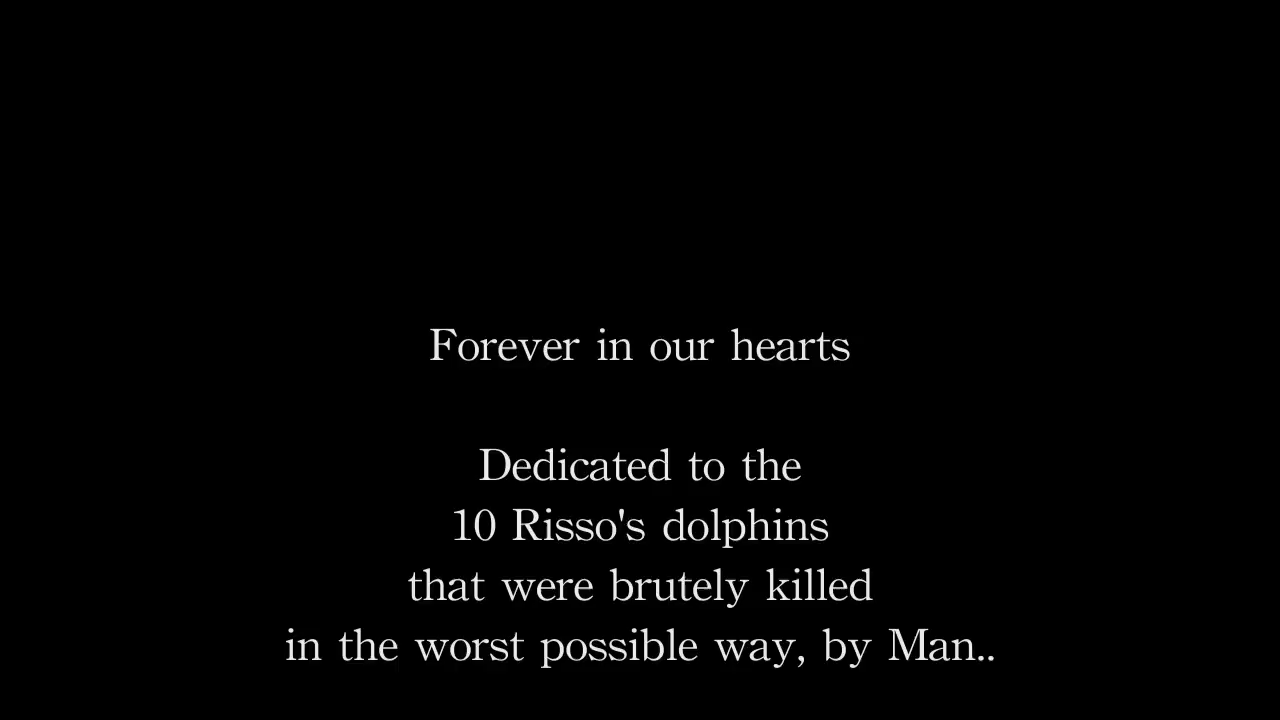 Forever in our hearts
Dedicated to the
10 Risso's dolphins
that were brutely killed
in the worst possible way, by Man..